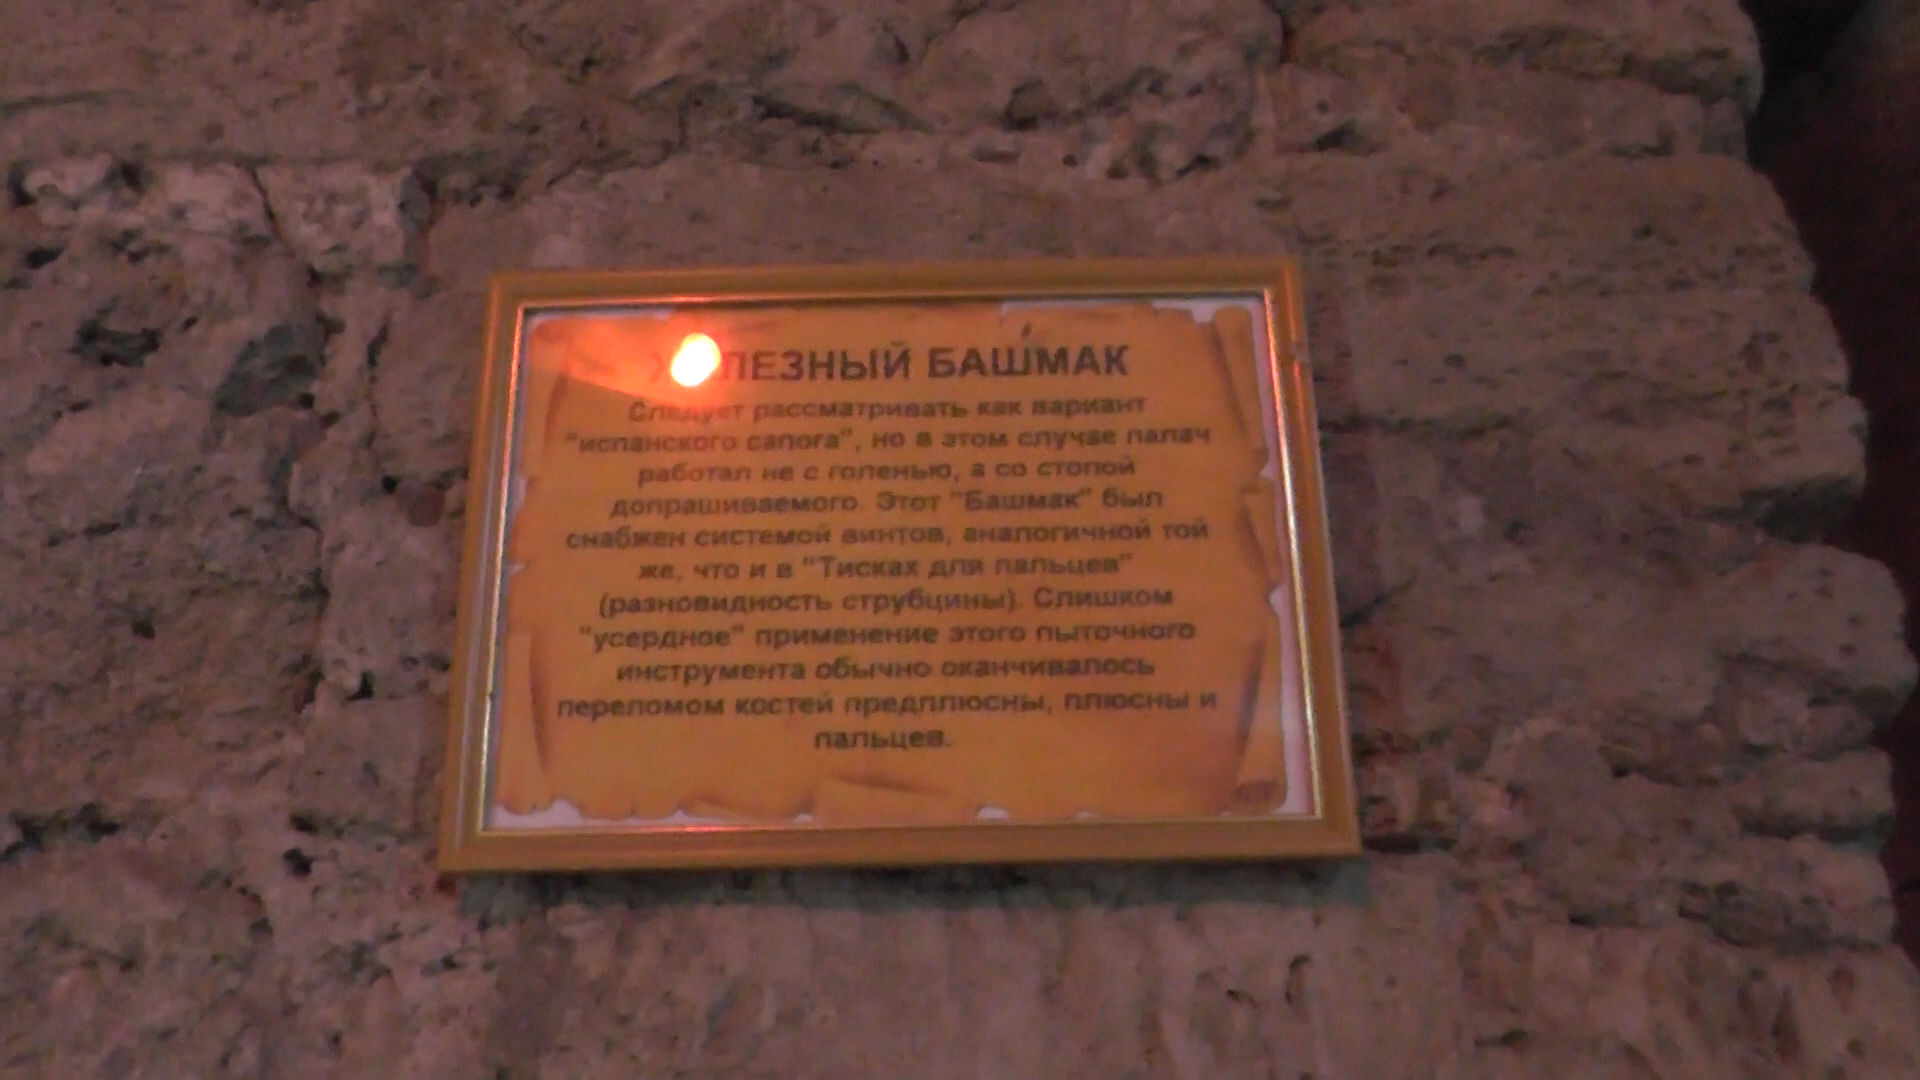 ЖЕЛЕЗНЫЙ БАШМАК
Следует рассматривать как вариант
"испанского сапога", но в этом случае палач
работал не с голенью, а со стопой
допрашиваемого. Этот "Башмак" был
снабжен системой винтов, аналогичной той
же, что и в "Тисках для пальцев"
(разновидность струбцины). Слишком
"усердное" применение этого пыточного
инструмента обычно оканчивалось
переломом костей предплюсны, плюсны и
пальцев.